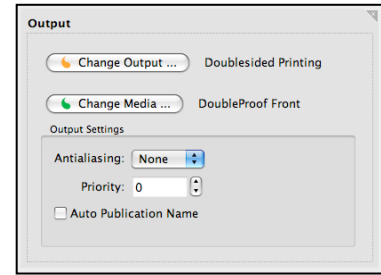 Output
Change Output ... Doublesided Printing
Change Media ... DoubleProof Front
Output Settings
Antialiasing: None
Priority: 0
Auto Publication Name